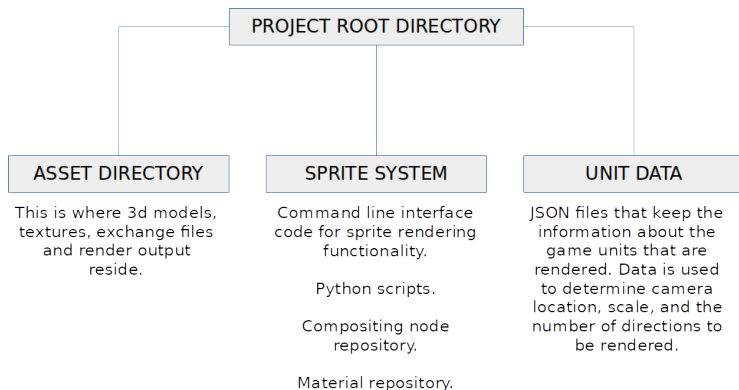 PROJECT ROOT DIRECTORY
ASSET DIRECTORY
This is where 3d models,
textures, exchange files
and render output
reside.
SPRITE SYSTEM
Command line interface
code for sprite rendering
functionality.
Python scripts.
Compositing node
repository.
Material repository.
UNIT DATA
JSON files that keep the
information about the
game units that are
rendered. Data is used
to determine camera
location, scale, and the
number of directions to
be rendered.